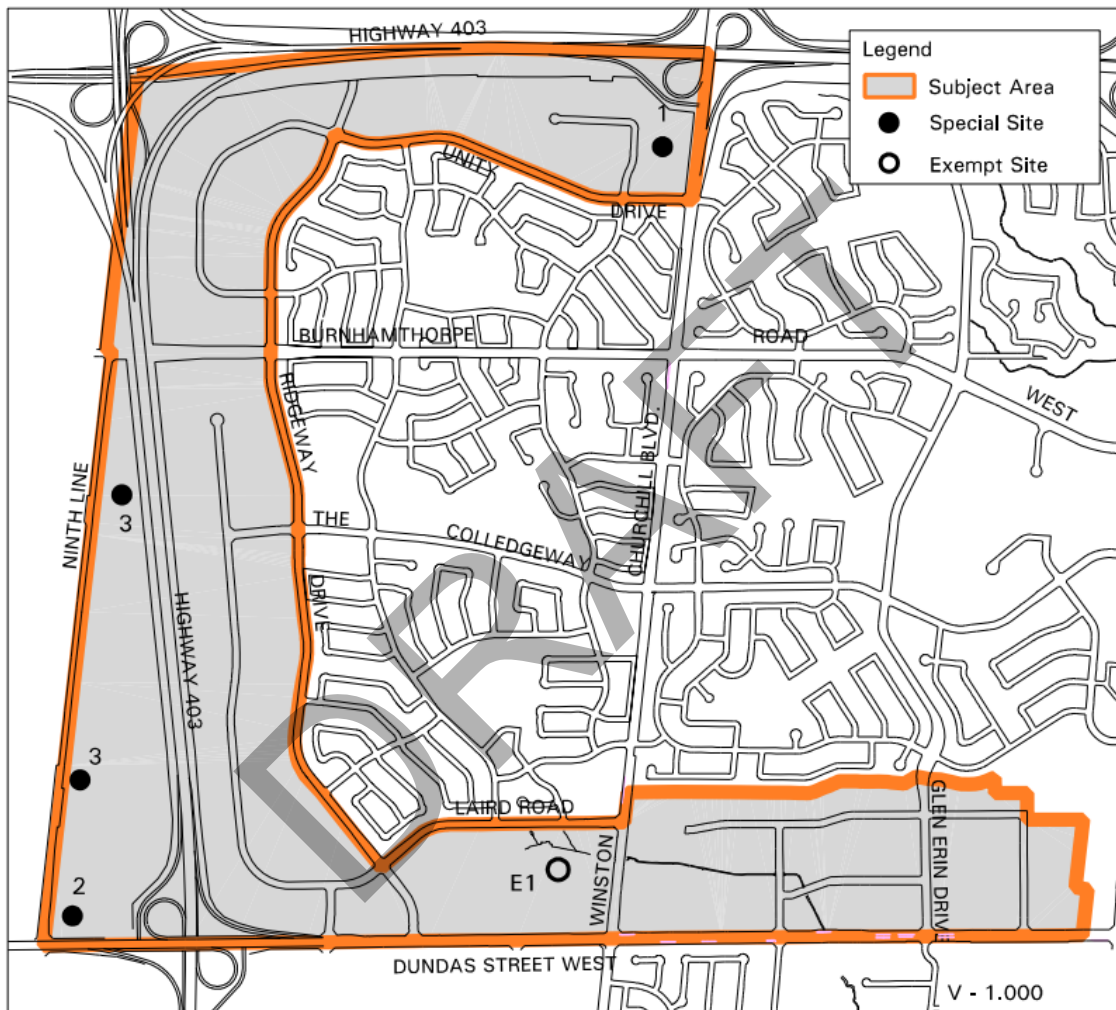 HIGHWAY 403
Legend
Subject Area
Special Site
Exempt Site
1
UNITY
DRIVE
BURNHAMTHORPE
ROAD
WEST
RIDGEWAY
NINTH LINE
3
THE
COLLEDGEWAY
CHURCHILL BLVD.
DRIVE
HIGHWAY 403
DRAFT
3
LAIRD ROAD
GLEN ERIN DRIVE
E1
WINSTON
2
DUNDAS STREET WEST
V - 1.000